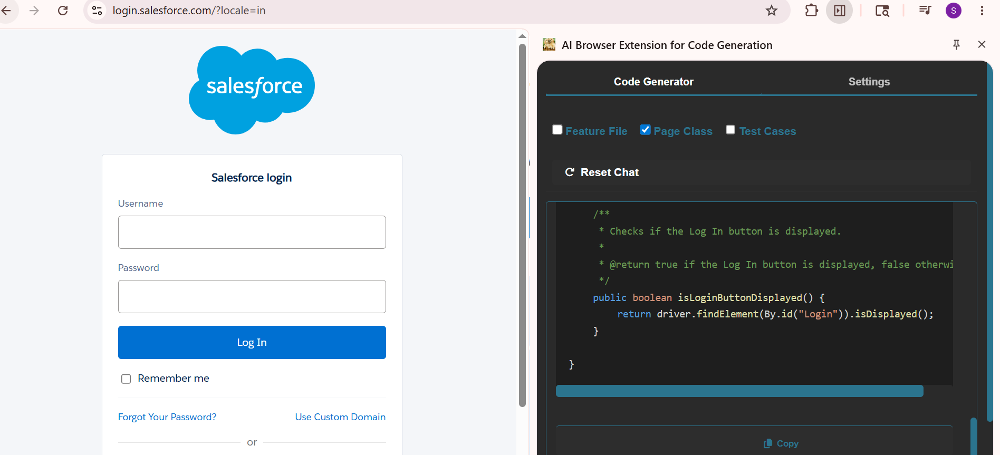 login.salesforce.com/?locale=in
S
salesforce
Salesforce login
Username
Password
Log In
Remember me
Forgot Your Password?
Use Custom Domain
or
AI Browser Extension for Code Generation
Code Generator
Settings
Feature File
Page Class
Test Cases
Reset Chat
/**
* Checks if the Log In button is displayed.
*
* @return true if the Log In button is displayed, false otherwi
*/
public boolean isLoginButtonDisplayed() {
return driver.findElement(By.id("Login")).isDisplayed();
}
}
Copy